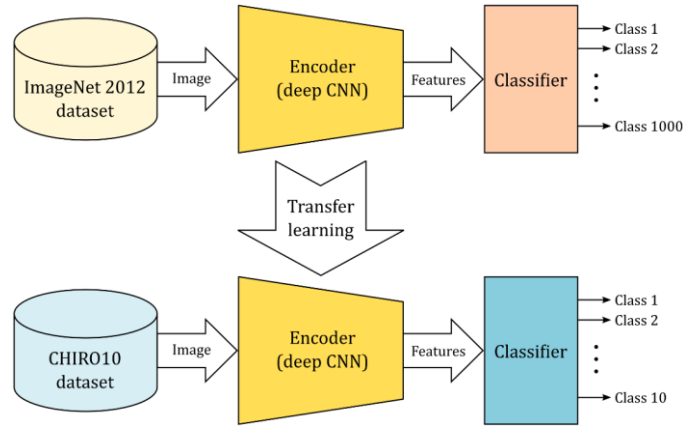 ImageNet 2012
dataset
Image
Encoder
(deep CNN)
Features
Classifier
Class 1
Class 2
Class 1000
Transfer
learning
CHIRO10
dataset
Image
Encoder
(deep CNN)
Features
Classifier
Class 1
Class 2
Class 10